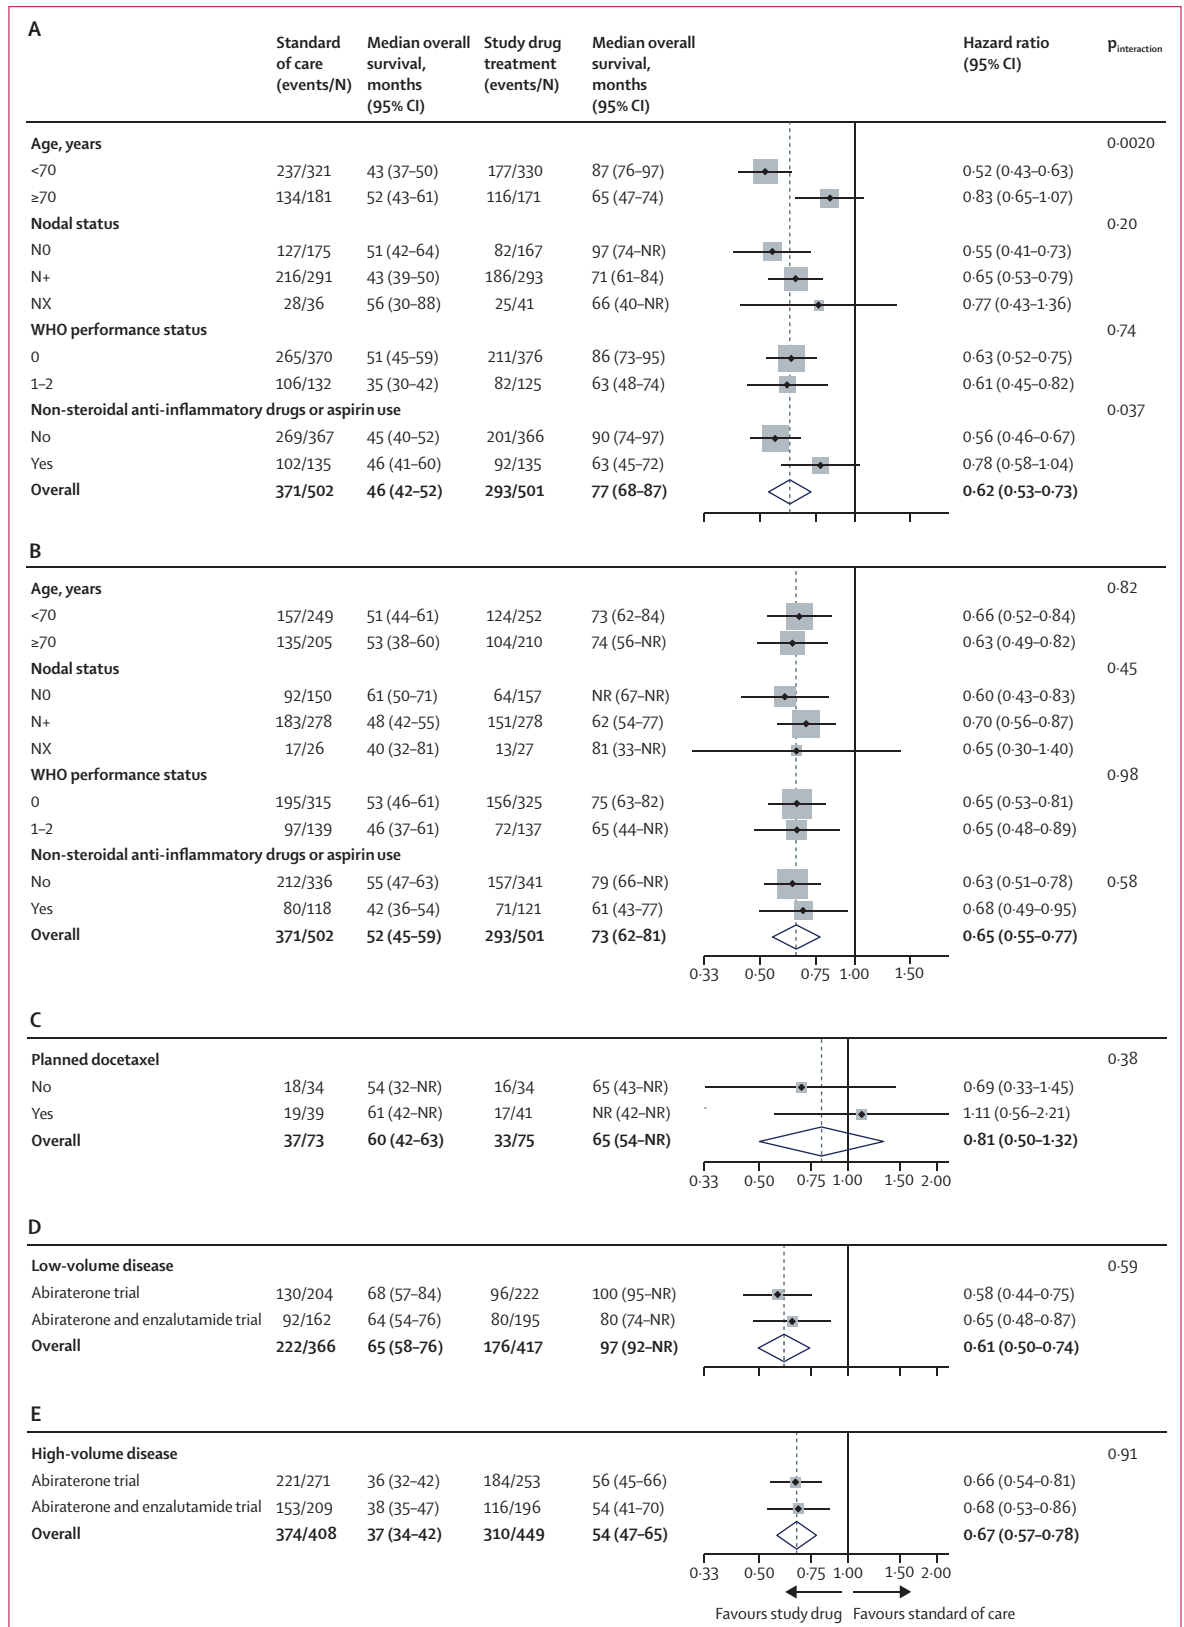 A
Standard of care (events/N) Median overall survival, months (95% CI) Study drug treatment (events/N) Median overall survival, months (95% CI) Hazard ratio (95% CI) pinteraction
Age, years 0·0020
<70 237/321 43 (37–50) 177/330 87 (76–97) 0·52 (0·43–0·63)
≥70 134/181 52 (43–61) 116/171 65 (47–74) 0·83 (0·65–1·07)
Nodal status 0·20
N0 127/175 51 (42–64) 82/167 97 (74–NR) 0·55 (0·41–0·73)
N+ 216/291 43 (39–50) 186/293 71 (61–84) 0·65 (0·53–0·79)
NX 28/36 56 (30–88) 25/41 66 (40–NR) 0·77 (0·43–1·36)
WHO performance status 0·74
0 265/370 51 (45–59) 211/376 86 (73–95) 0·63 (0·52–0·75)
1–2 106/132 35 (30–42) 82/125 63 (48–74) 0·61 (0·45–0·82)
Non-steroidal anti-inflammatory drugs or aspirin use 0·037
No 269/367 45 (40–52) 201/366 90 (74–97) 0·56 (0·46–0·67)
Yes 102/135 46 (41–60) 92/135 63 (45–72) 0·78 (0·58–1·04)
Overall 371/502 46 (42–52) 293/501 77 (68–87) 0·62 (0·53–0·73)
B
Age, years 0·82
<70 157/249 51 (44–61) 124/252 73 (62–84) 0·66 (0·52–0·84)
≥70 135/205 53 (38–60) 104/210 74 (56–NR) 0·63 (0·49–0·82)
Nodal status 0·45
N0 92/150 61 (50–71) 64/157 NR (67–NR) 0·60 (0·43–0·83)
N+ 183/278 48 (42–55) 151/278 62 (54–77) 0·70 (0·56–0·87)
NX 17/26 40 (32–81) 13/27 81 (33–NR) 0·65 (0·30–1·40)
WHO performance status 0·98
0 195/315 53 (46–61) 156/325 75 (63–82) 0·65 (0·53–0·81)
1–2 97/139 46 (37–61) 72/137 65 (44–NR) 0·65 (0·48–0·89)
Non-steroidal anti-inflammatory drugs or aspirin use
No 212/336 55 (47–63) 157/341 79 (66–NR) 0·63 (0·51–0·78) 0·58
Yes 80/118 42 (36–54) 71/121 61 (43–77) 0·68 (0·49–0·95)
Overall 371/502 52 (45–59) 293/501 73 (62–81) 0·65 (0·55–0·77)
0·33 0·50 0·75 1·00 1·50
C
Planned docetaxel 0·38
No 18/34 54 (32–NR) 16/34 65 (43–NR) 0·69 (0·33–1·45)
Yes 19/39 61 (42–NR) 17/41 NR (42–NR) 1·11 (0·56–2·21)
Overall 37/73 60 (42–63) 33/75 65 (54–NR) 0·81 (0·50–1·32)
0·33 0·50 0·75 1·00 1·50 2·00
D
Low-volume disease 0·59
Abiraterone trial 130/204 68 (57–84) 96/222 100 (95–NR) 0·58 (0·44–0·75)
Abiraterone and enzalutamide trial 92/162 64 (54–76) 80/195 80 (74–NR) 0·65 (0·48–0·87)
Overall 222/366 65 (58–76) 176/417 97 (92–NR) 0·61 (0·50–0·74)
E
High-volume disease 0·91
Abiraterone trial 221/271 36 (32–42) 184/253 56 (45–66) 0·66 (0·54–0·81)
Abiraterone and enzalutamide trial 153/209 38 (35–47) 116/196 54 (41–70) 0·68 (0·53–0·86)
Overall 374/408 37 (34–42) 310/449 54 (47–65) 0·67 (0·57–0·78)
0·33 0·50 0·75 1·00 1·50 2·00
Favours study drug Favours standard of care